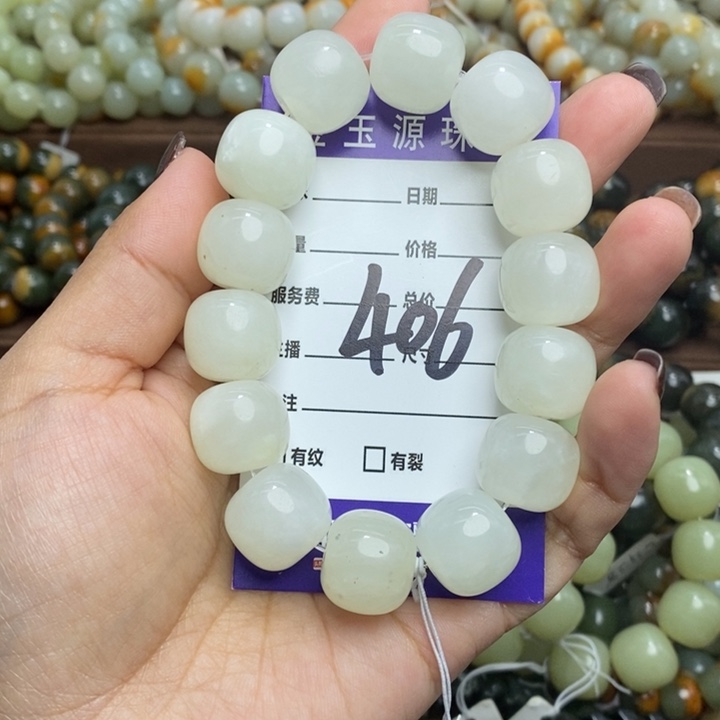 玉源珠
日期
量 价格
服务费 总价
播 尺寸
406
注
有纹 有裂